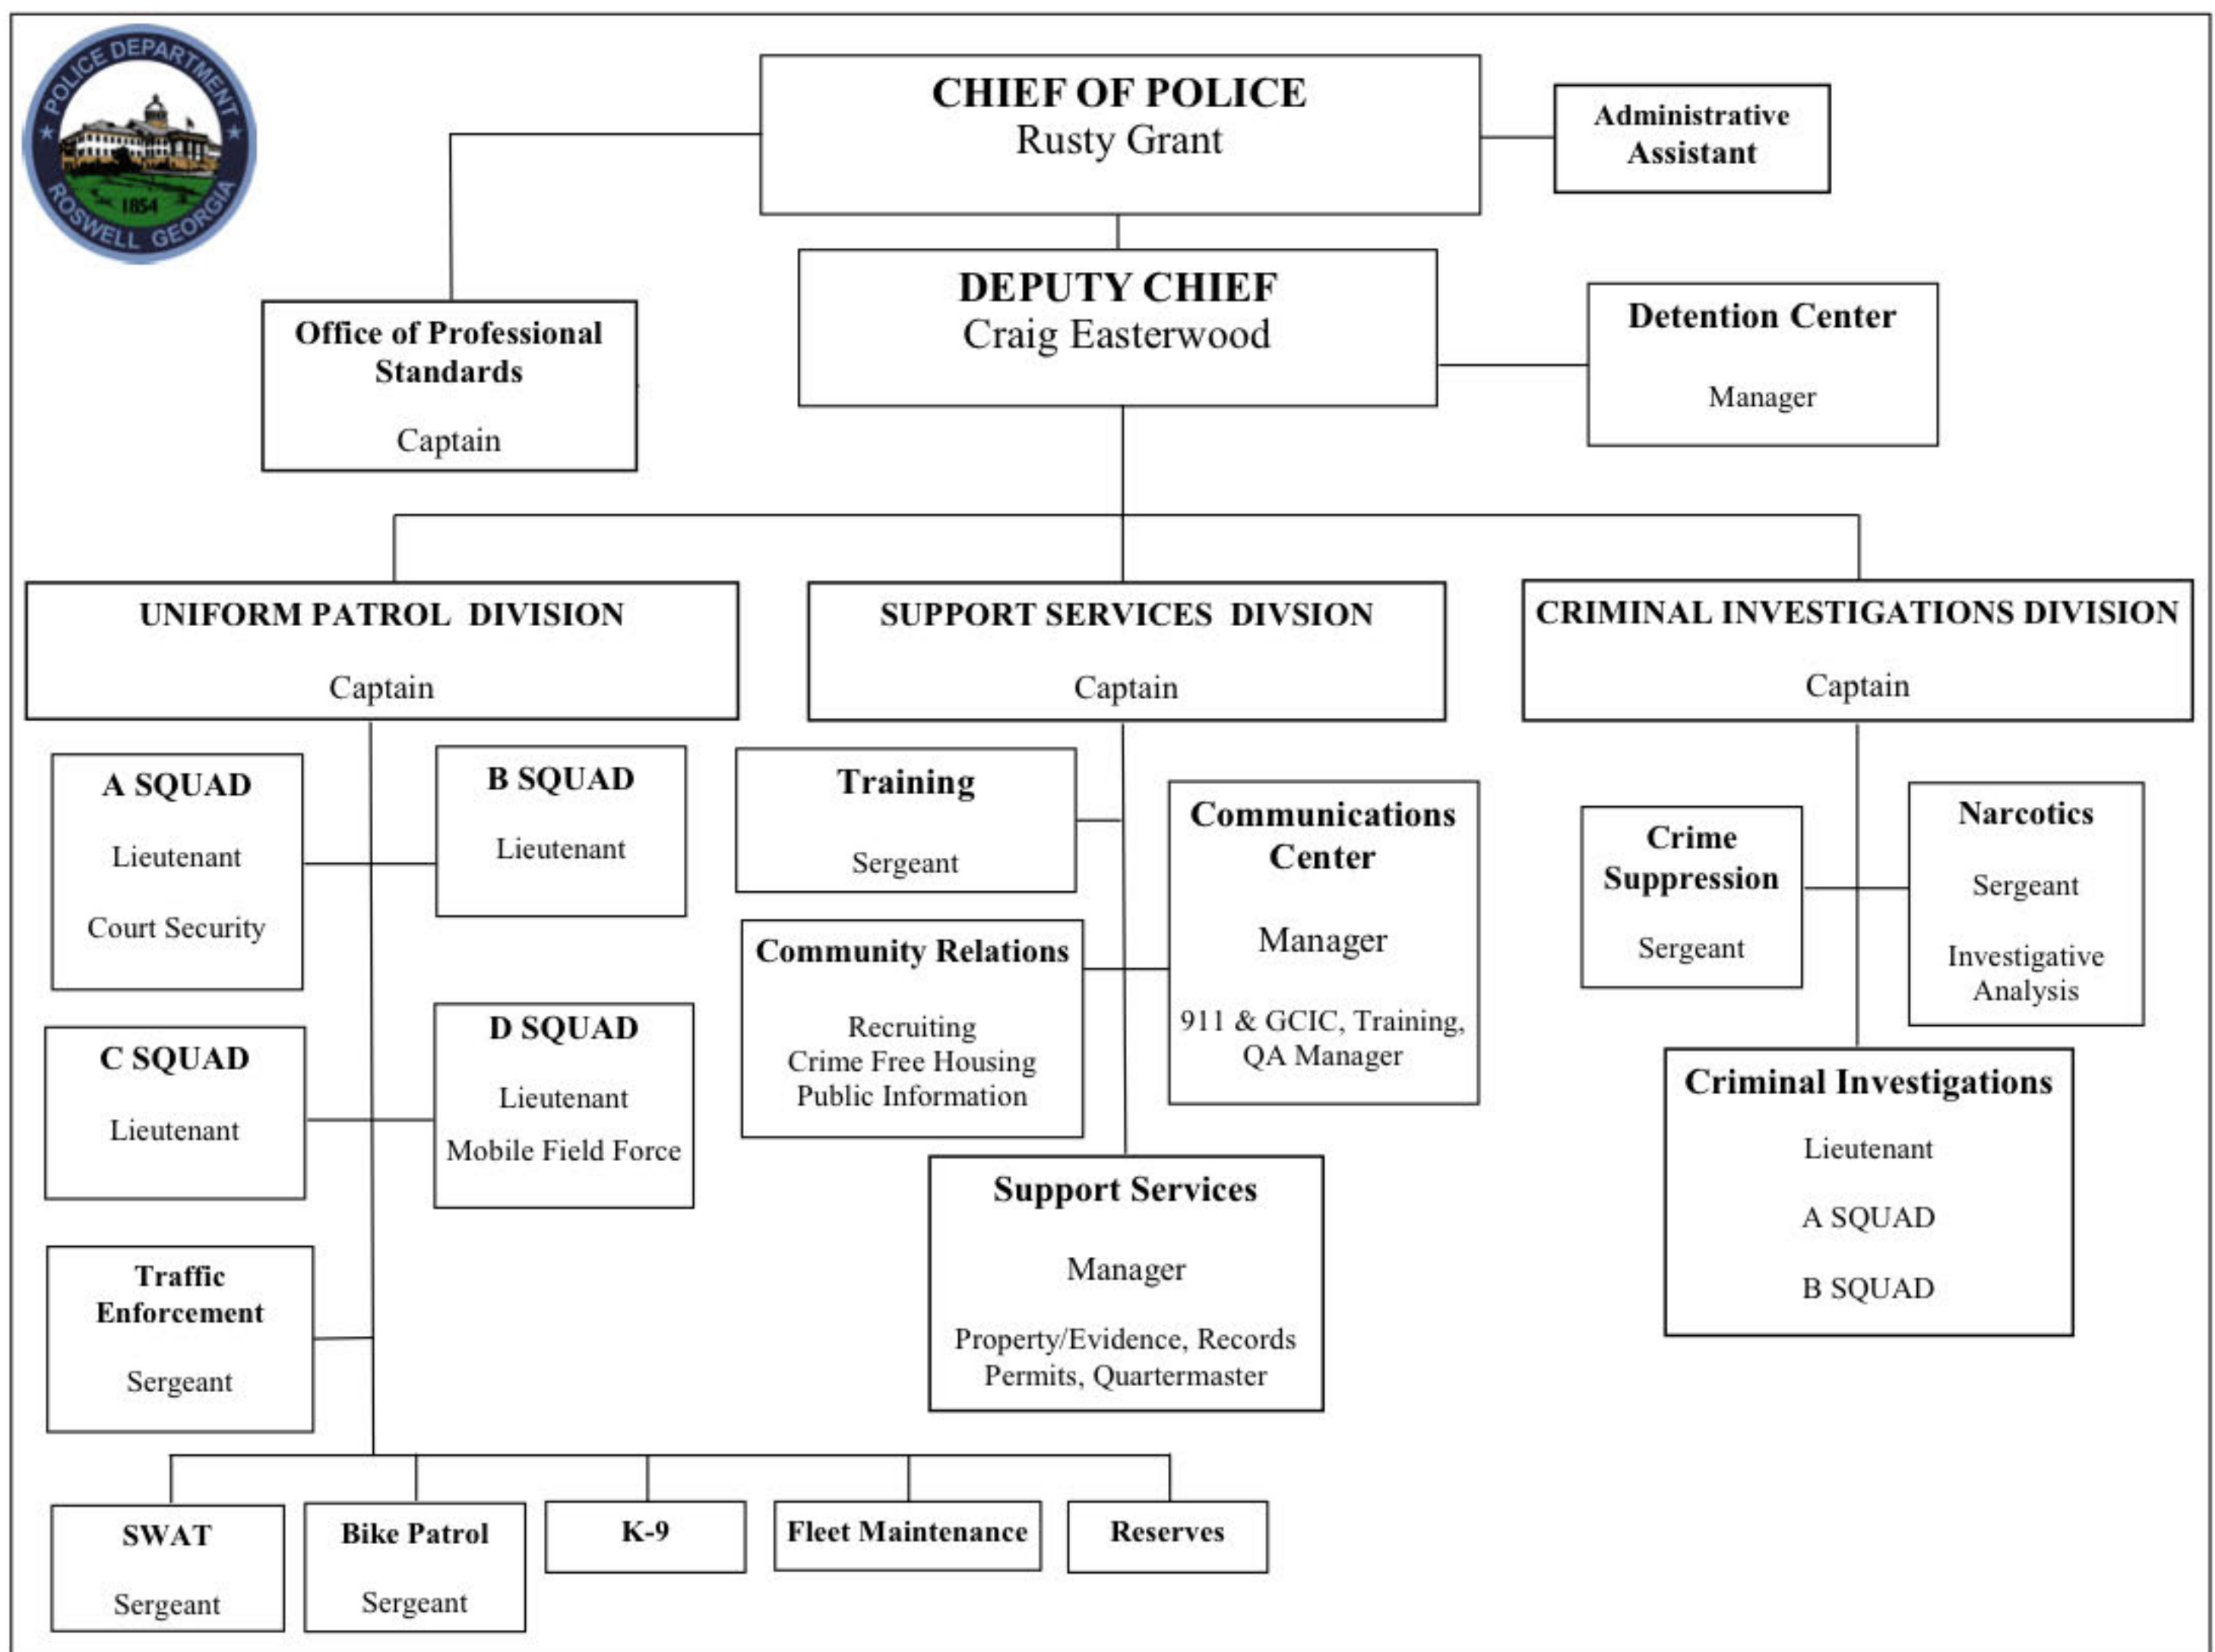 POLICE DEPARTMENT
ROSWELL GEORGIA
1854
CHIEF OF POLICE
Rusty Grant
Administrative
Assistant
DEPUTY CHIEF
Craig Easterwood
Office of Professional
Standards
Captain
Detention Center
Manager
UNIFORM PATROL DIVISION
Captain
SUPPORT SERVICES DIVSION
Captain
CRIMINAL INVESTIGATIONS DIVISION
Captain
A SQUAD
Lieutenant
Court Security
B SQUAD
Lieutenant
C SQUAD
Lieutenant
D SQUAD
Lieutenant
Mobile Field Force
Traffic
Enforcement
Sergeant
SWAT
Sergeant
Bike Patrol
Sergeant
K-9
Fleet Maintenance
Reserves
Training
Sergeant
Communications
Center
Manager
911 & GCIC, Training,
QA Manager
Community Relations
Recruiting
Crime Free Housing
Public Information
Support Services
Manager
Property/Evidence, Records
Permits, Quartermaster
Crime
Suppression
Sergeant
Narcotics
Sergeant
Investigative
Analysis
Criminal Investigations
Lieutenant
A SQUAD
B SQUAD